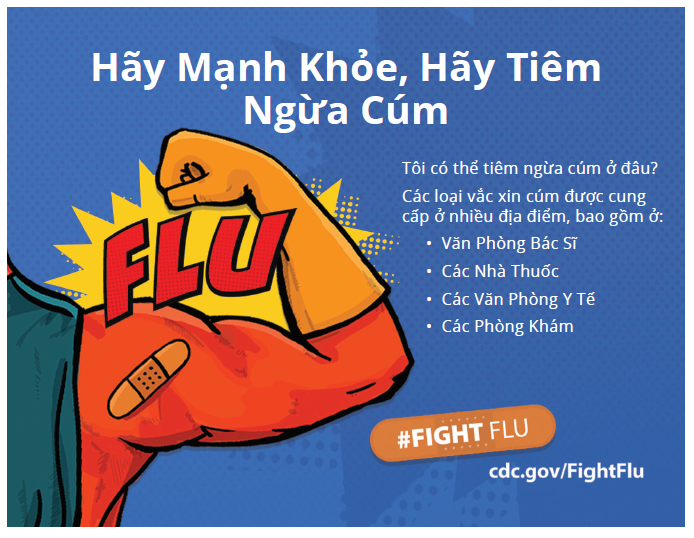 Hãy Mạnh Khỏe, Hãy Tiêm
Ngừa Cúm
Tôi có thể tiêm ngừa cúm ở đâu?
Các loại vắc xin cúm được cung
cấp ở nhiều địa điểm, bao gồm ở:
• Văn Phòng Bác Sĩ
• Các Nhà Thuốc
• Các Văn Phòng Y Tế
• Các Phòng Khám
FLU
#FIGHT FLU
cdc.gov/FightFlu